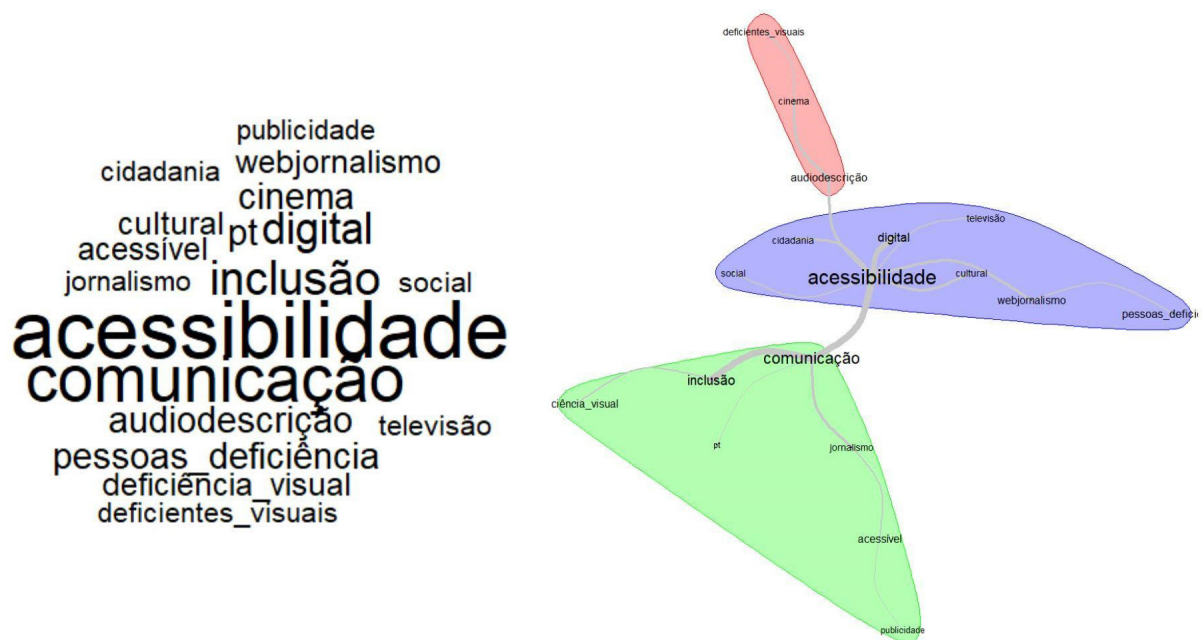 publicidade
cidadania webjornalismo
cinema
cultural pt digital
acessível
jornalismo inclusão social
acessibilidade
comunicação
audiodescrição televisão
pessoas_deficiência
deficiência_visual
deficientes_visuais
deficientes_visuais
cinema
audiodescrição
televisão
cidadania digital
social acessibilidade cultural
webjornalismo
pessoas_defici
comunicação
inclusão
ciência_visual
pt jornalismo
acessível
publicidade